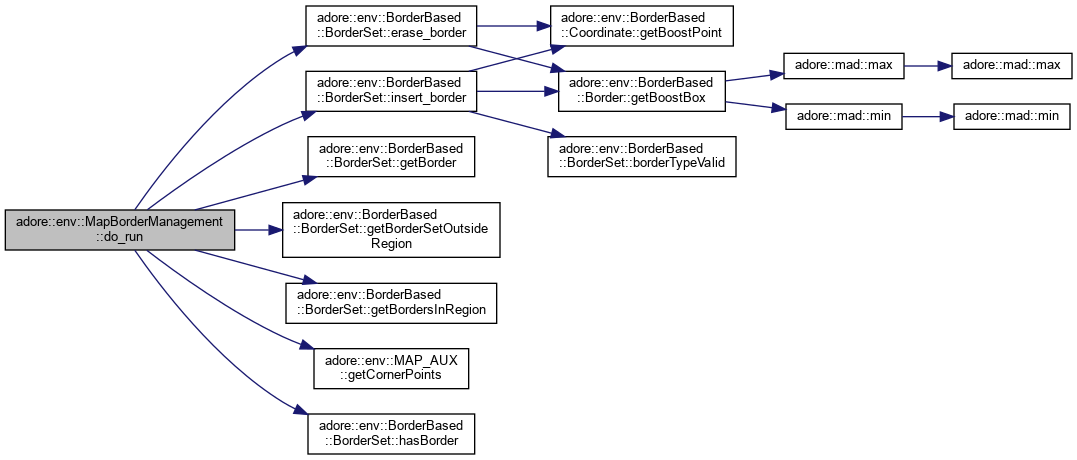 adore::env::MapBorderManagement
::do_run
adore::env::BorderBased
::BorderSet::erase_border
adore::env::BorderBased
::BorderSet::insert_border
adore::env::BorderBased
::BorderSet::getBorder
adore::env::BorderBased
::BorderSet::getBorderSetOutside
Region
adore::env::BorderBased
::BorderSet::getBordersInRegion
adore::env::MAP_AUX
::getCornerPoints
adore::env::BorderBased
::BorderSet::hasBorder
adore::env::BorderBased
::Coordinate::getBoostPoint
adore::env::BorderBased
::Border::getBoostBox
adore::env::BorderBased
::BorderSet::borderTypeValid
adore::mad::max
adore::mad::min
adore::mad::max
adore::mad::min